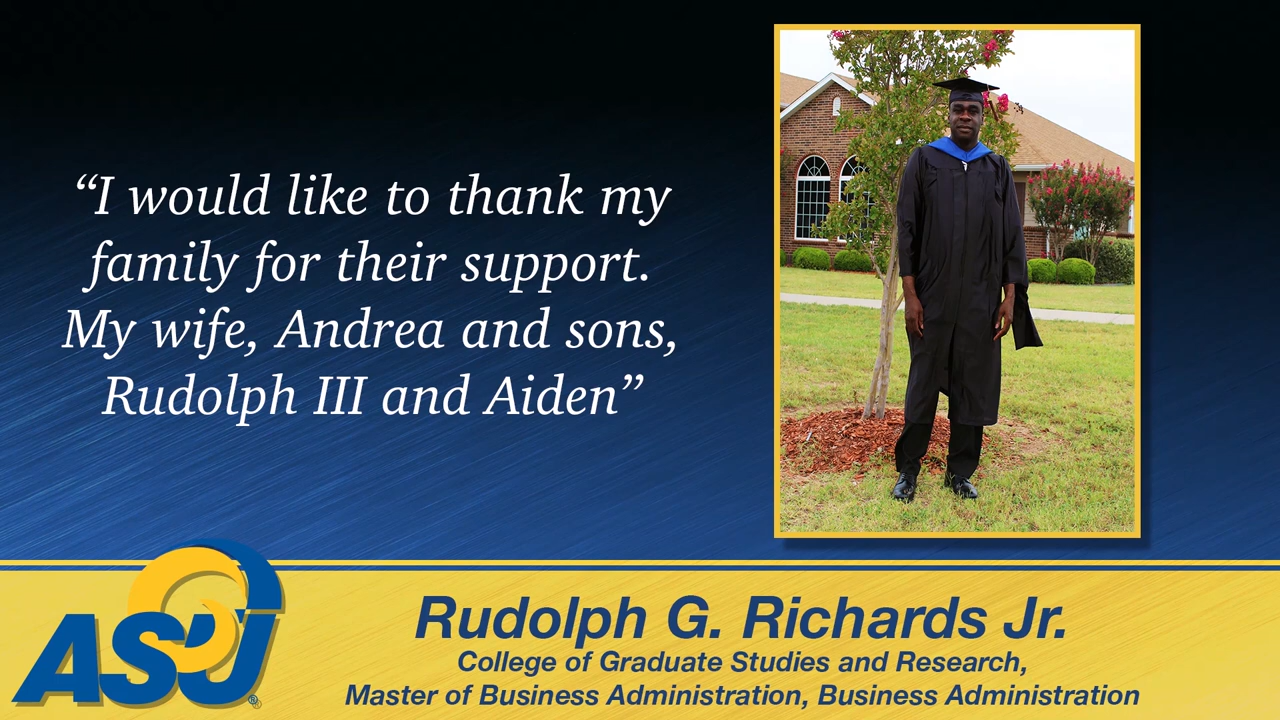 “I would like to thank my
family for their support.
My wife, Andrea and sons,
Rudolph III and Aiden”
ASU
®
Rudolph G. Richards Jr.
College of Graduate Studies and Research,
Master of Business Administration, Business Administration